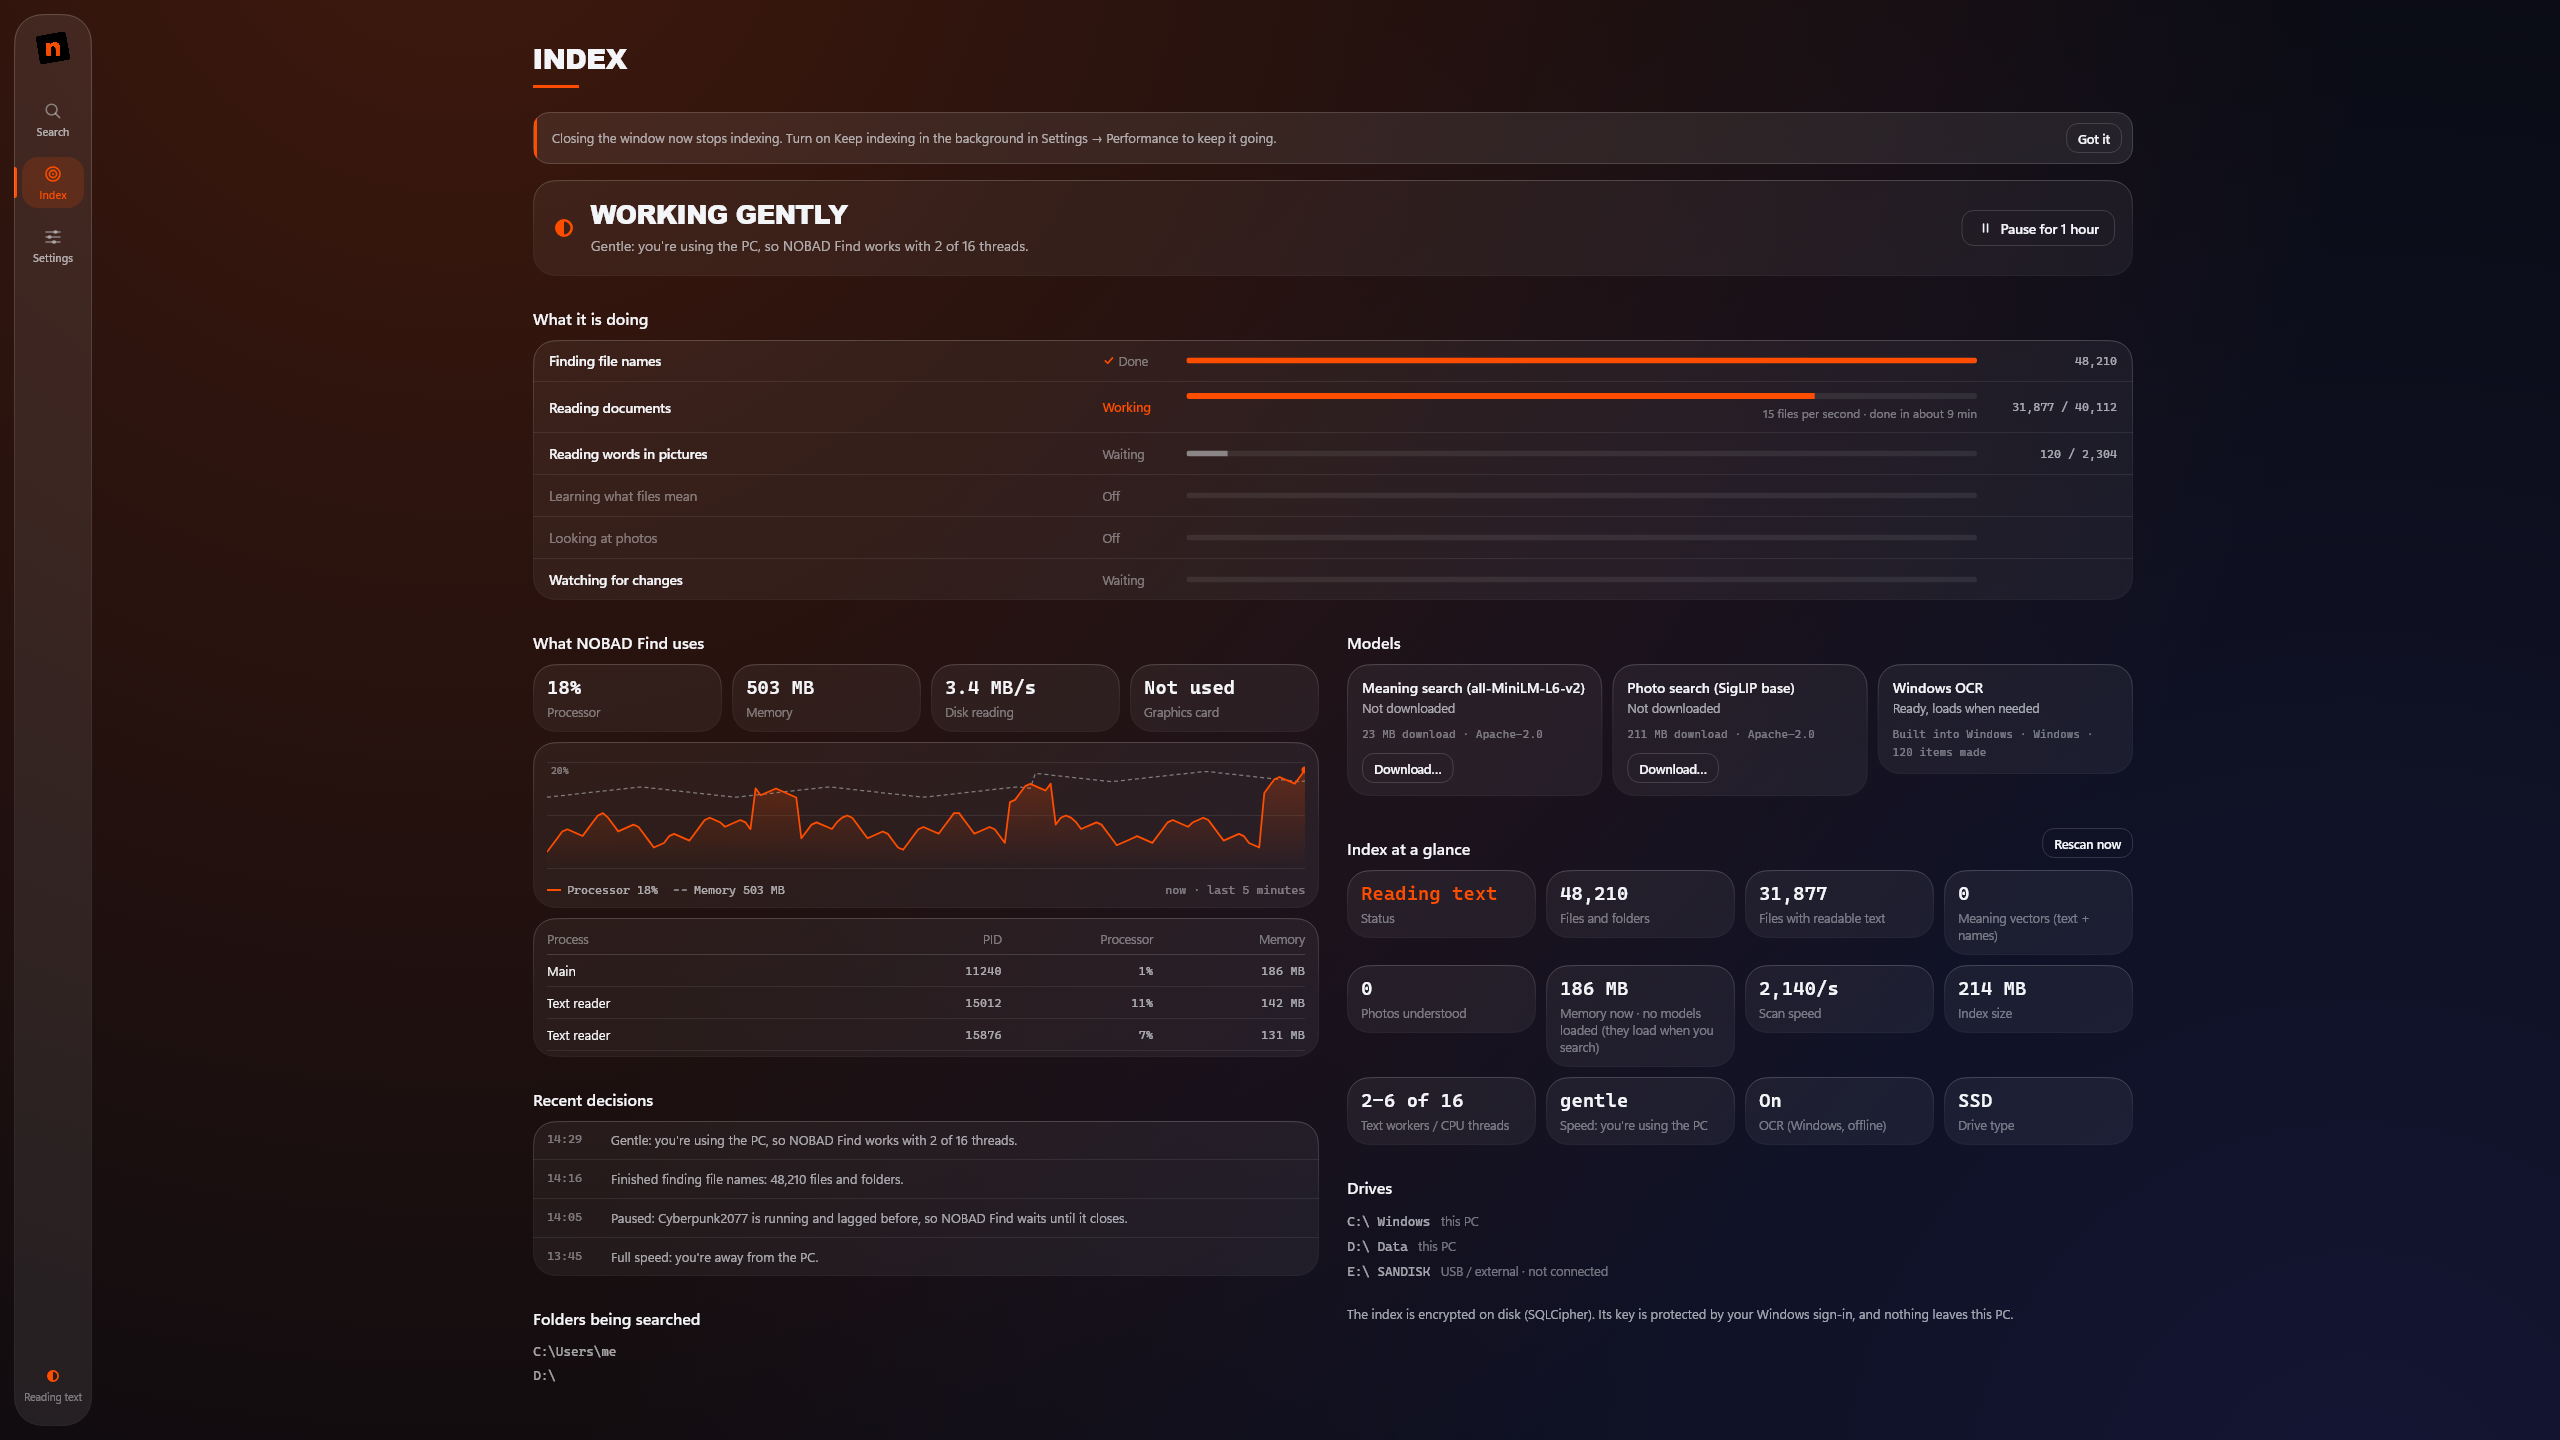 n
Search
Index
Settings
Reading text
INDEX
Closing the window now stops indexing. Turn on Keep indexing in the background in Settings → Performance to keep it going.
Got it
WORKING GENTLY
Gentle: you're using the PC, so NOBAD Find works with 2 of 16 threads.
Pause for 1 hour
What it is doing
Finding file names Done 48,210
Reading documents Working 31,877 / 40,112
15 files per second · done in about 9 min
Reading words in pictures Waiting 120 / 2,304
Learning what files mean Off
Looking at photos Off
Watching for changes Waiting
What NOBAD Find uses
18%
Processor
503 MB
Memory
3.4 MB/s
Disk reading
Not used
Graphics card
20%
Processor 18% -- Memory 503 MB now · last 5 minutes
Process PID Processor Memory
Main 11240 1% 186 MB
Text reader 15012 11% 142 MB
Text reader 15876 7% 131 MB
Recent decisions
14:29 Gentle: you're using the PC, so NOBAD Find works with 2 of 16 threads.
14:16 Finished finding file names: 48,210 files and folders.
14:05 Paused: Cyberpunk2077 is running and lagged before, so NOBAD Find waits until it closes.
13:45 Full speed: you're away from the PC.
Folders being searched
C:\Users\me
D:\
Models
Meaning search (all-MiniLM-L6-v2)
Not downloaded
23 MB download · Apache-2.0
Download...
Photo search (SigLIP base)
Not downloaded
211 MB download · Apache-2.0
Download...
Windows OCR
Ready, loads when needed
Built into Windows · Windows ·
120 items made
Index at a glance
Rescan now
Reading text
Status
48,210
Files and folders
31,877
Files with readable text
0
Meaning vectors (text +
names)
0
Photos understood
186 MB
Memory now · no models
loaded (they load when you
search)
2,140/s
Scan speed
214 MB
Index size
2–6 of 16
Text workers / CPU threads
gentle
Speed: you're using the PC
On
OCR (Windows, offline)
SSD
Drive type
Drives
C:\ Windows this PC
D:\ Data this PC
E:\ SANDISK USB / external · not connected
The index is encrypted on disk (SQLCipher). Its key is protected by your Windows sign-in, and nothing leaves this PC.